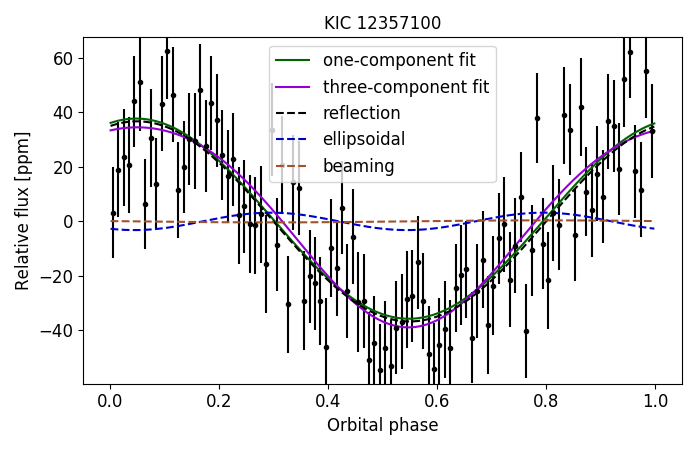 KIC 12357100
one-component fit
three-component fit
reflection
ellipsoidal
beaming
Relative flux [ppm]
60
40
20
0
−20
−40
0.0 0.2 0.4 0.6 0.8 1.0
Orbital phase